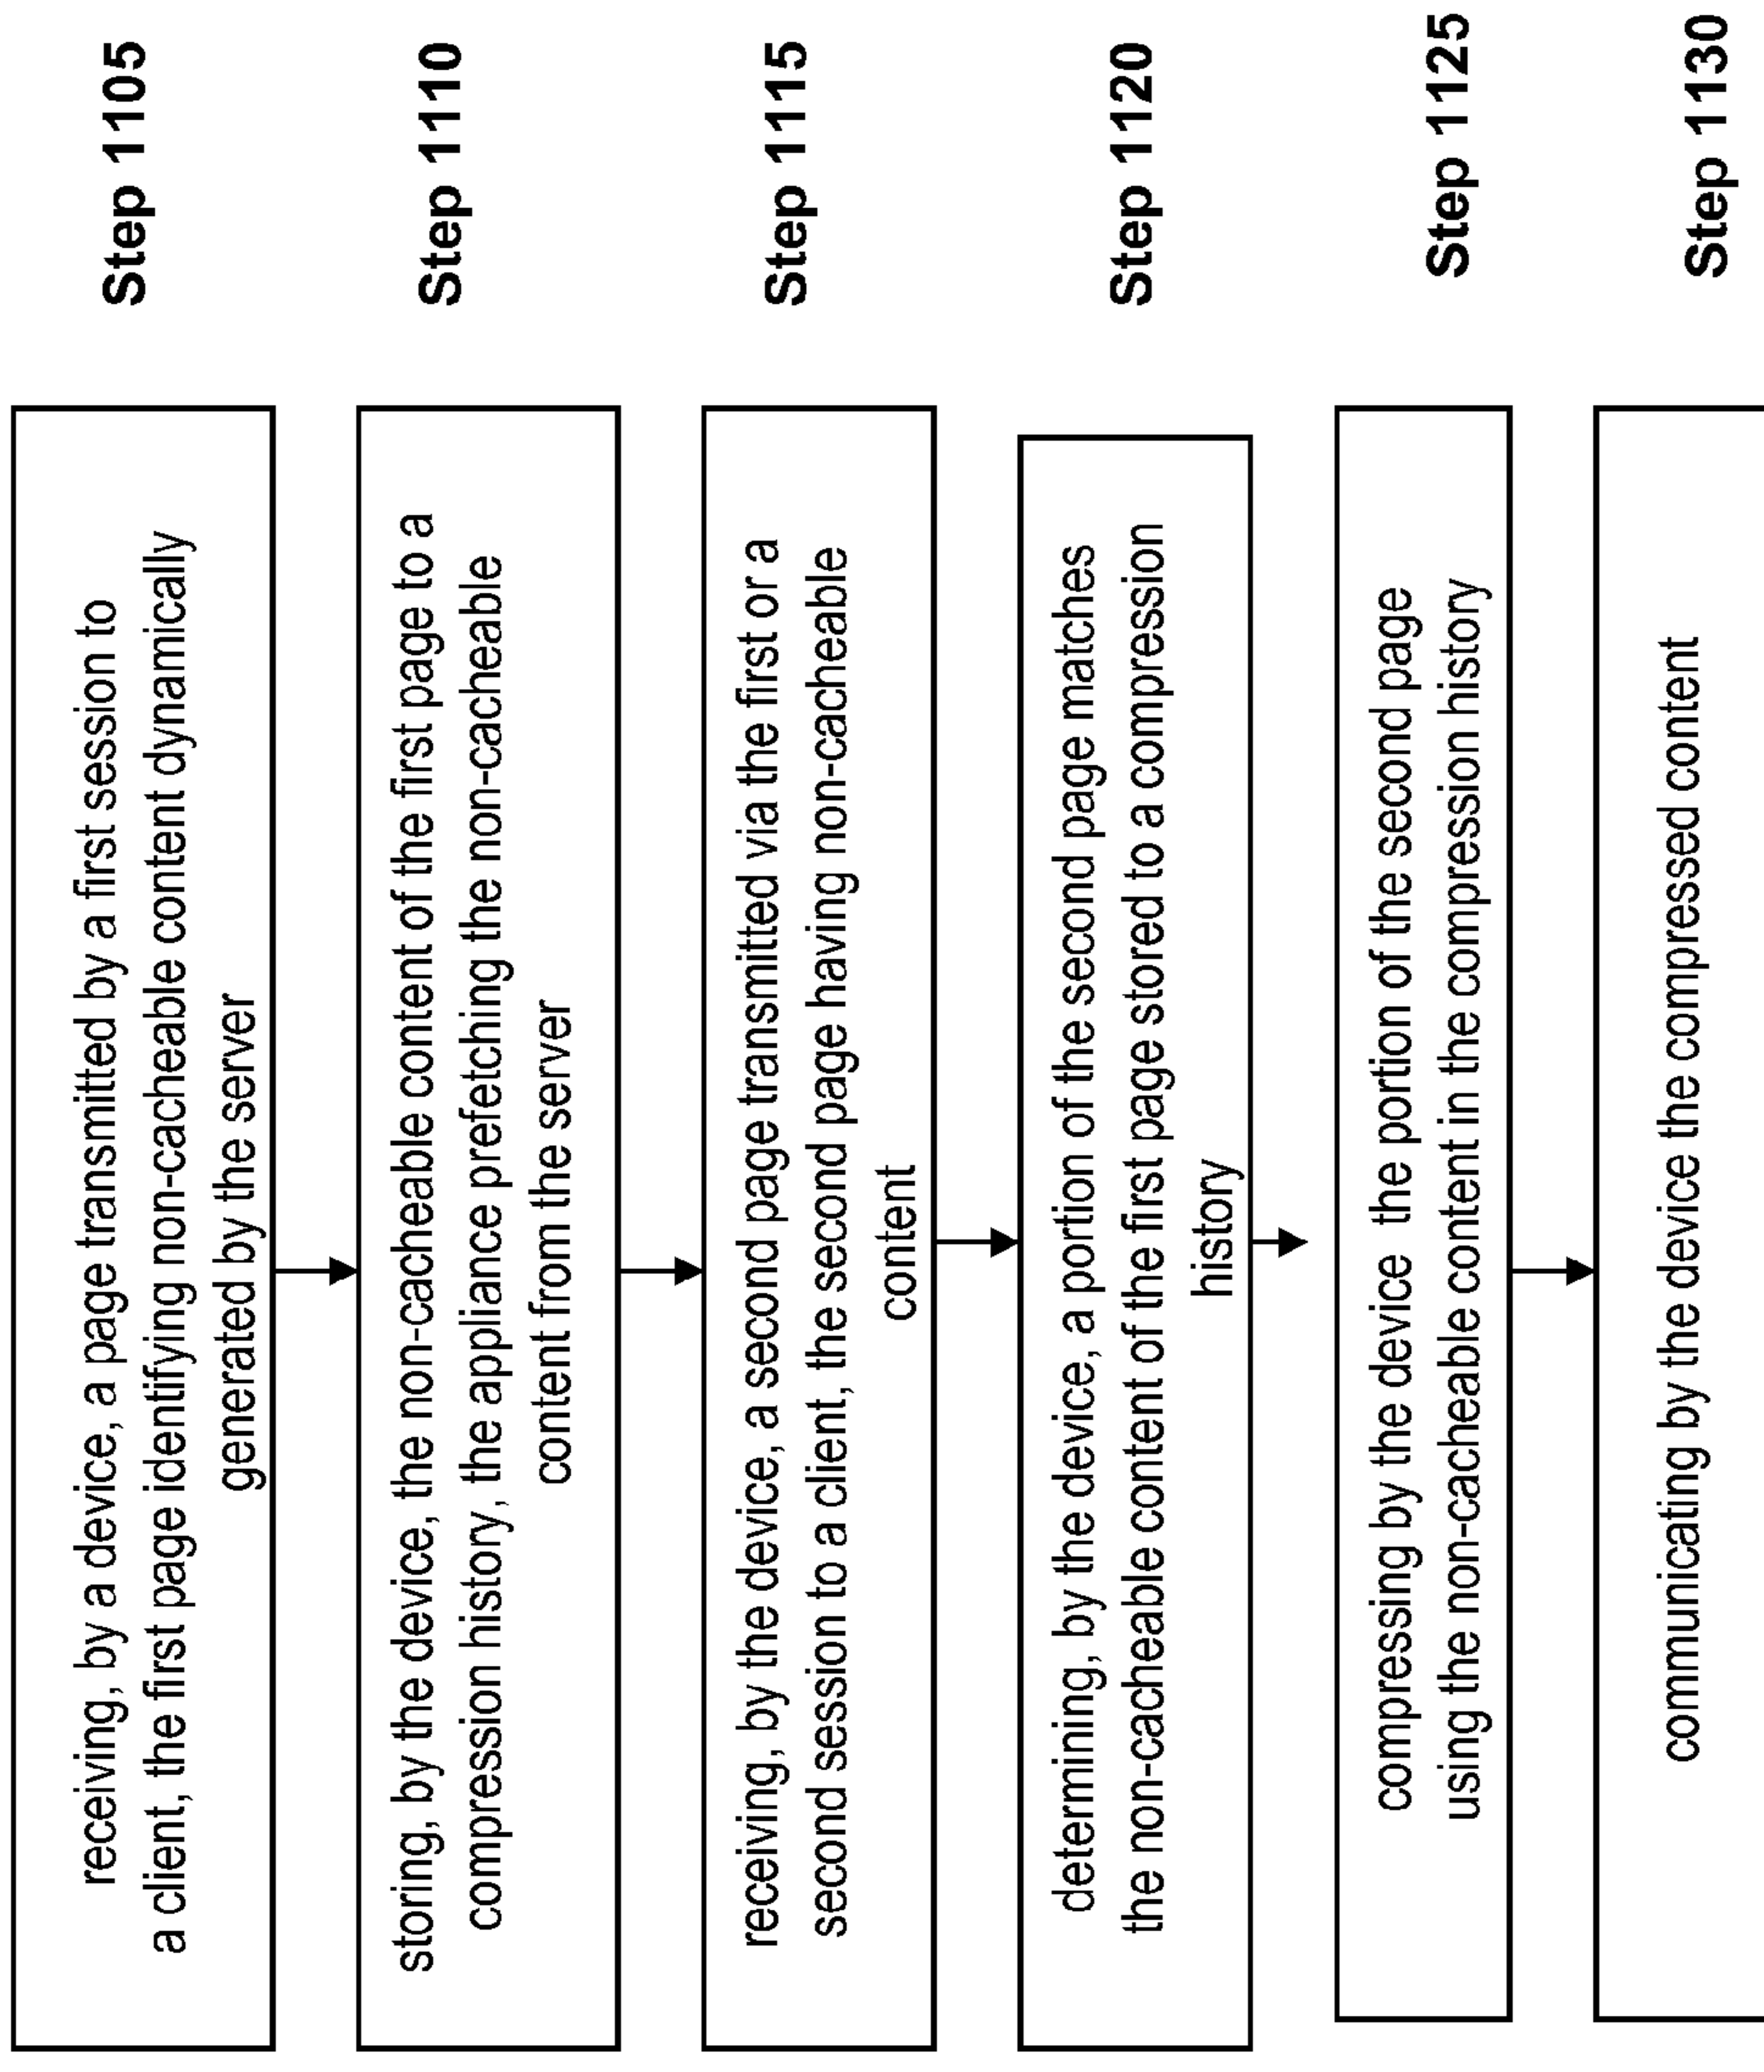 receiving, by a device, a page transmitted by a first session to
a client, the first page identifying non-cacheable content dynamically
generated by the server
Step 1105
storing, by the device, the non-cacheable content of the first page to a
compression history, the appliance prefetching the non-cacheable
content from the server
Step 1110
receiving, by the device, a second page transmitted via the first or a
second session to a client, the second page having non-cacheable
content
Step 1115
determining, by the device, a portion of the second page matches
the non-cacheable content of the first page stored to a compression
history
Step 1120
compressing by the device the portion of the second page
using the non-cacheable content in the compression history
Step 1125
communicating by the device the compressed content
Step 1130